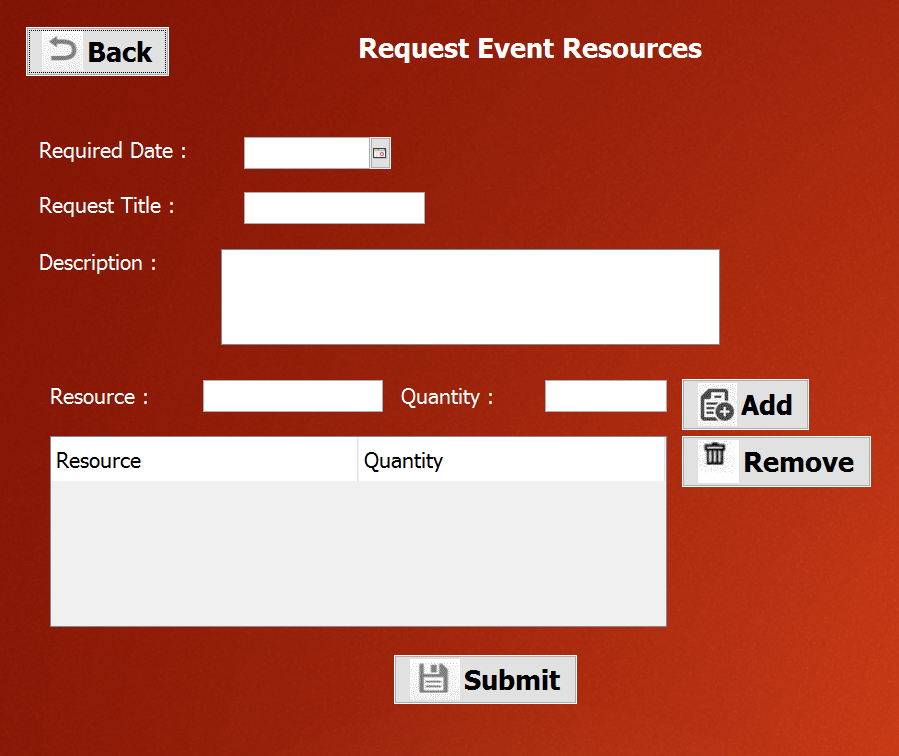 Back
Request Event Resources
Required Date :
Request Title :
Description :
Resource :
Quantity :
Add
Resource
Quantity
Remove
Submit